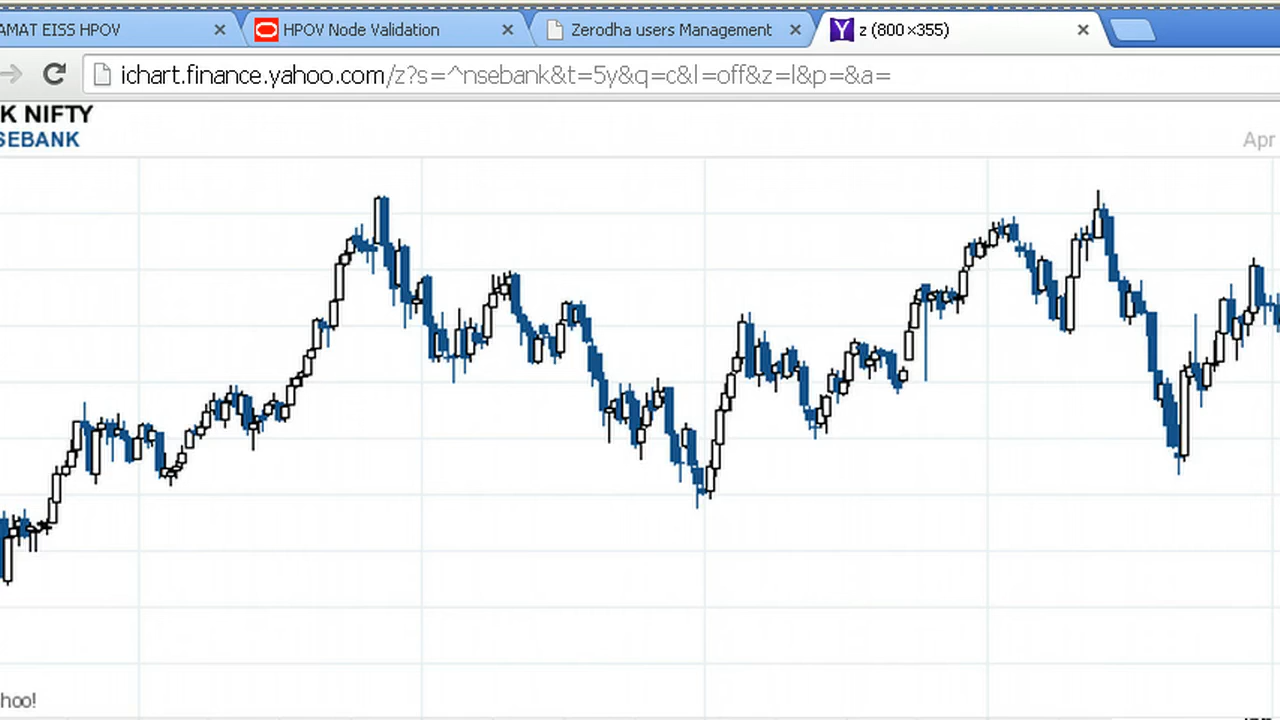 AMAT EISS HPOV
HPOV Node Validation
Zerodha users Management
z (800×355)
ichart.finance.yahoo.com/z?s=^nsebank&t=5y&q=c&l=off&z=l&p=&a=
K NIFTY
SEBANK
Apr
hoo!